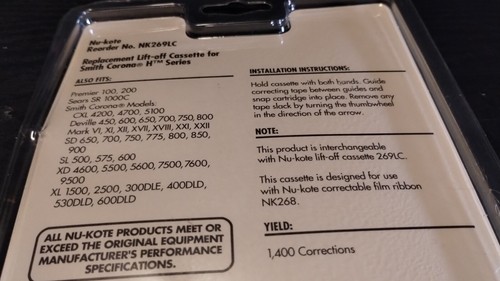 Nu-kote
Reorder No. NK269LC
Replacement Lift-off Cassette for
Smith Corona® H™ Series
ALSO FITS:
Premier 100, 200
Sears SR 1000C
Smith Corona® Models:
CXL 4200, 4700, 5100
Deville 450, 600, 650, 700, 750, 800
Mark VI, XI, XII, XVII, XVIII, XXI, XXII
SD 650, 700, 750, 775, 800, 850,
900
SL 500, 575, 600
XD 4600, 5500, 5600, 7500, 7600,
9500
XL 1500, 2500, 300DLE, 400DLD,
530DLD, 600DLD
ALL NU-KOTE PRODUCTS MEET OR
EXCEED THE ORIGINAL EQUIPMENT
MANUFACTURER'S PERFORMANCE
SPECIFICATIONS.
INSTALLATION INSTRUCTIONS:
Hold cassette with both hands. Guide
correcting tape between guides and
snap cartridge into place. Remove any
tape slack by turning the thumbwheel
in the direction of the arrow.
NOTE:
This product is interchangeable
with Nu-kote lift-off cassette 269LC.
This cassette is designed for use
with Nu-kote correctable film ribbon
NK268.
YIELD:
1,400 Corrections